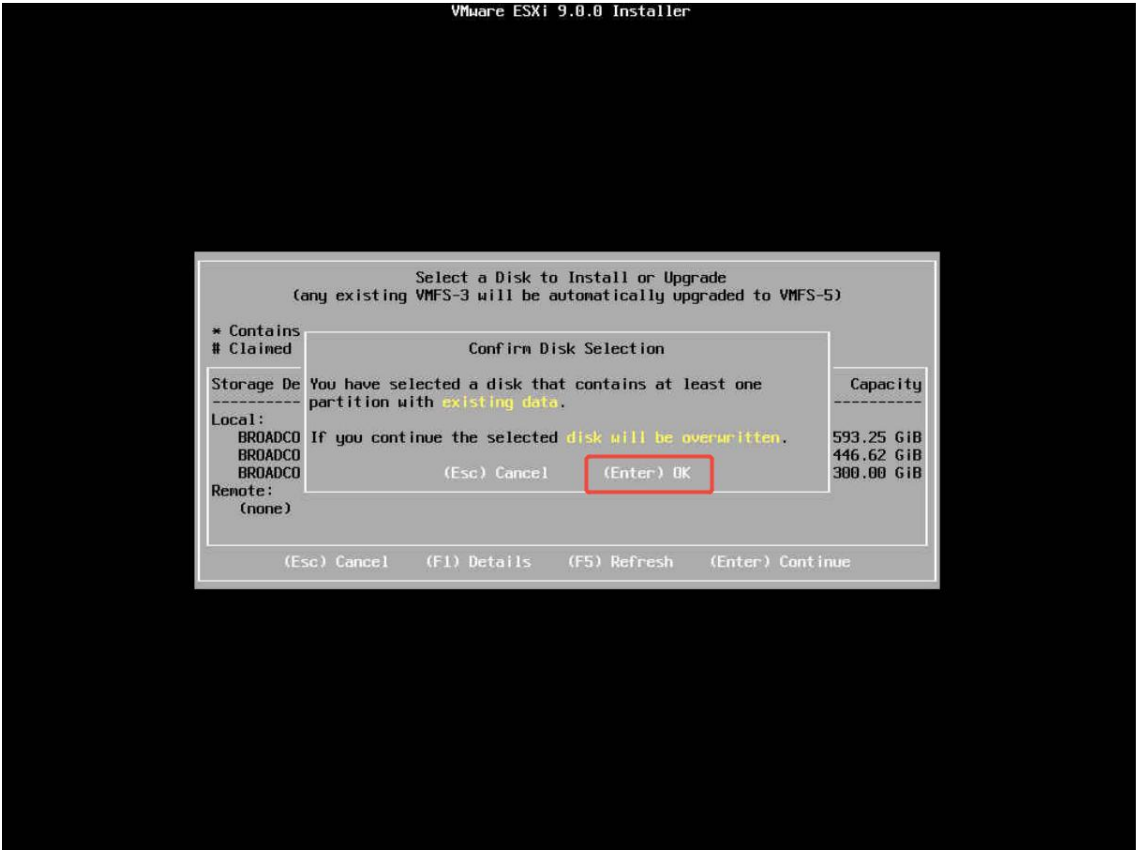 VMware ESXi 9.0.0 Installer
Select a Disk to Install or Upgrade
(any existing VMFS-3 will be automatically upgraded to VMFS-5)
* Contains
# Claimed
Confirm Disk Selection
Storage De
Capacity
You have selected a disk that contains at least one
partition with existing data.
If you continue the selected disk will be overwritten.
(Esc) Cancel (Enter) OK
Local:
BROADCO 593.25 GiB
BROADCO 446.62 GiB
BROADCO 300.00 GiB
Remote:
(none)
(Esc) Cancel (F1) Details (F5) Refresh (Enter) Continue